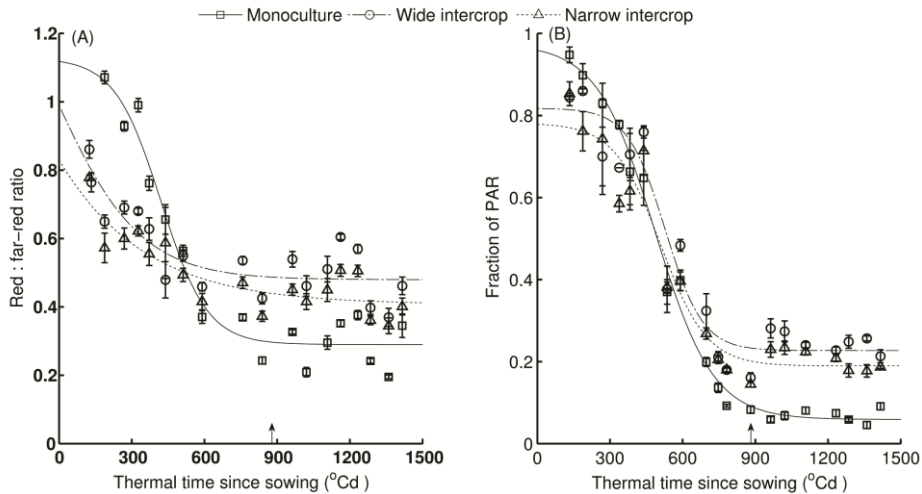 Monoculture Wide intercrop Narrow intercrop
(A)
1.2
1
0.8
0.6
0.4
0.2
0
Red : far−red ratio
0 300 600 900 1200 1500
Thermal time since sowing (°Cd )
(B)
1
0.8
0.6
0.4
0.2
0
Fraction of PAR
0 300 600 900 1200 1500
Thermal time since sowing (°Cd )